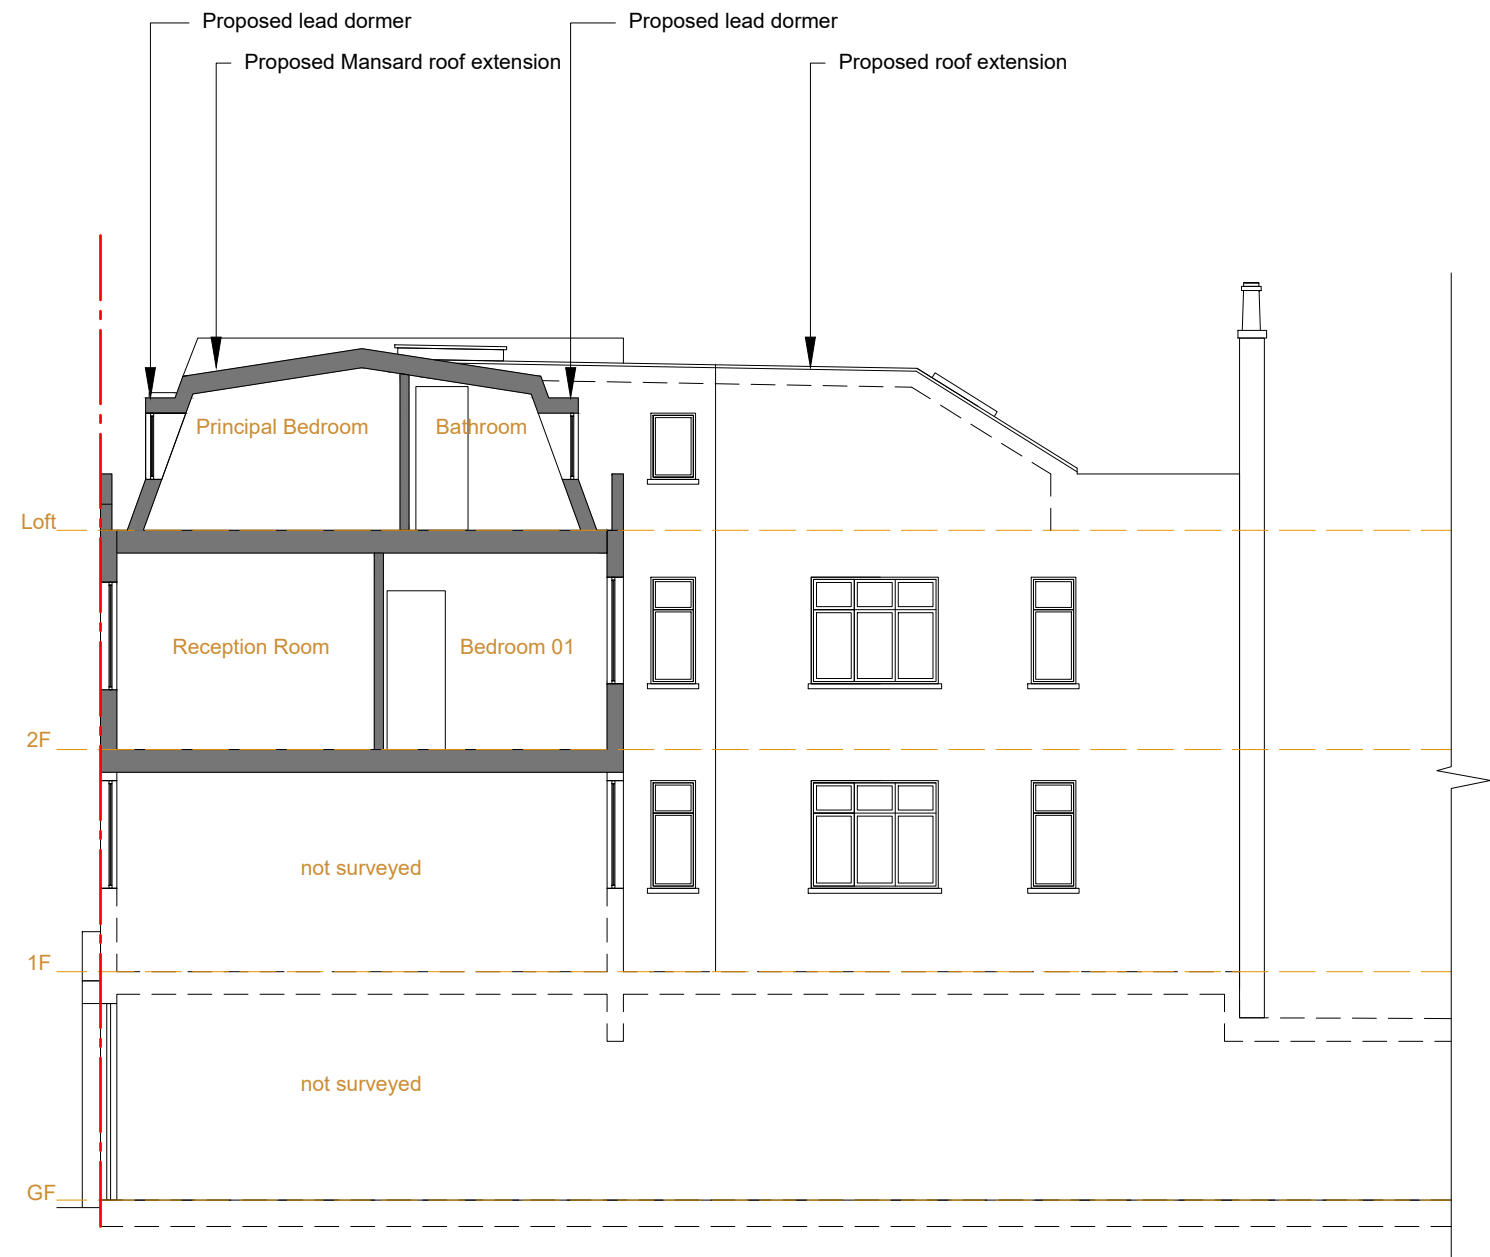 Proposed lead dormer
Proposed lead dormer
Proposed Mansard roof extension
Proposed roof extension
Principal Bedroom
Bathroom
Loft
Reception Room
Bedroom 01
2F
not surveyed
1F
not surveyed
GF